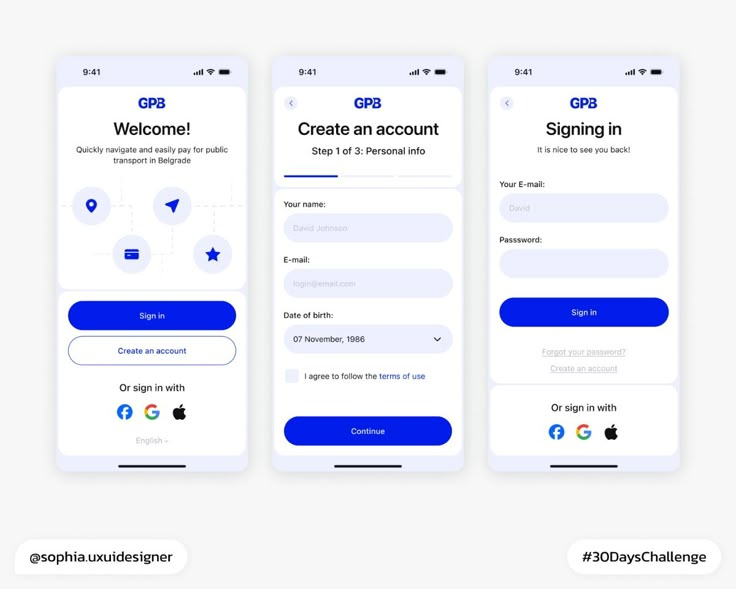 9:41
GPB
Welcome!
Quickly navigate and easily pay for public
transport in Belgrade
Sign in
Create an account
Or sign in with
English
9:41
GPB
Create an account
Step 1 of 3: Personal info
Your name:
David Johnson
E-mail:
login@email.com
Date of birth:
07 November, 1986
I agree to follow the terms of use
Continue
9:41
GPB
Signing in
It is nice to see you back!
Your E-mail:
David
Passsword:
Sign in
Forgot your password?
Create an account
Or sign in with
@sophia.uxuidesigner
#30DaysChallenge